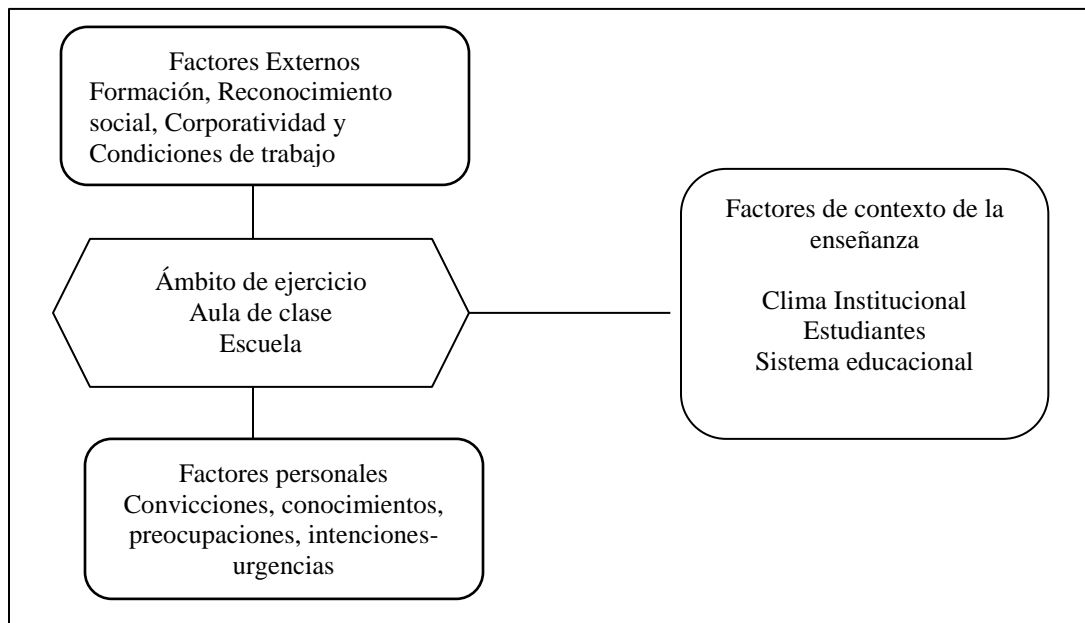 Factores Externos
Formación, Reconocimiento
social, Corporatividad y
Condiciones de trabajo
Ámbito de ejercicio
Aula de clase
Escuela
Factores de contexto de la
enseñanza
Clima Institucional
Estudiantes
Sistema educacional
Factores personales
Convicciones, conocimientos,
preocupaciones, intenciones-
urgencias